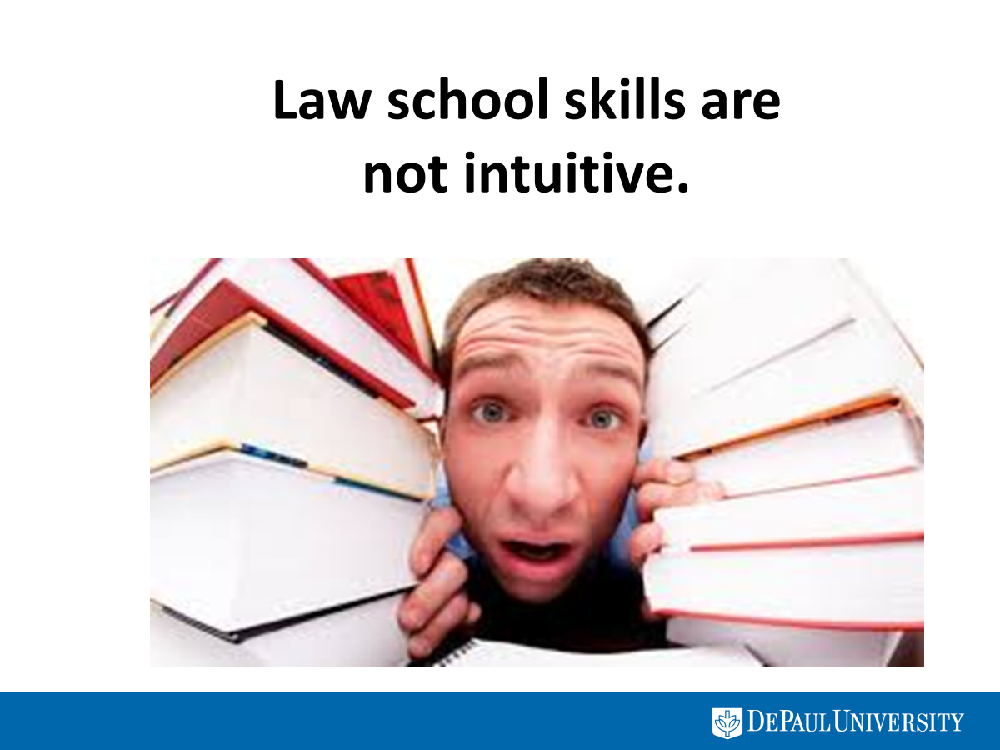 Law school skills are
not intuitive.
DEPAUL UNIVERSITY